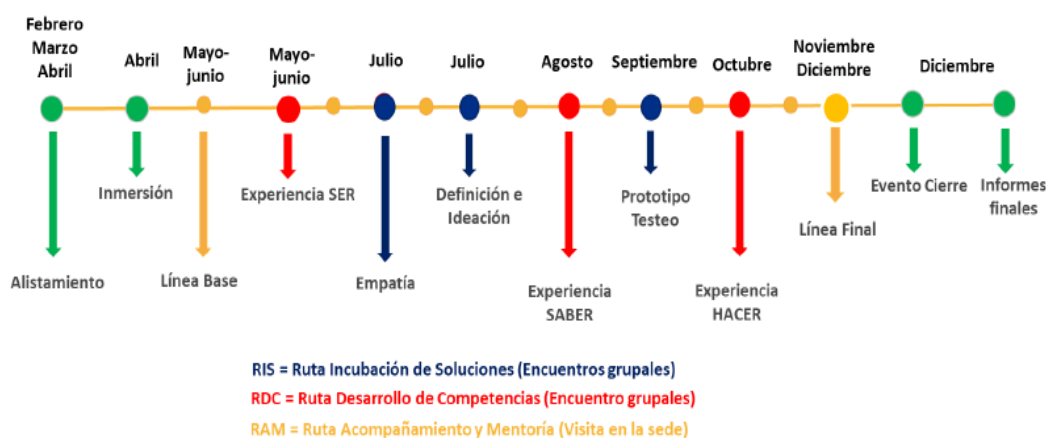 Febrero
Marzo
Abril
Abril
Mayo-
junio
Mayo-
junio
Julio
Julio
Agosto
Septiembre
Octubre
Noviembre
Diciembre
Diciembre
Inmersión
Experiencia SER
Definición e
Ideación
Prototipo
Testeo
Evento Cierre
Informes
finales
Línea Final
Alistamiento
Línea Base
Empatía
Experiencia
SABER
Experiencia
HACER
RIS = Ruta Incubación de Soluciones (Encuentros grupales)
RDC = Ruta Desarrollo de Competencias (Encuentro grupales)
RAM = Ruta Acompañamiento y Mentoría (Visita en la sede)